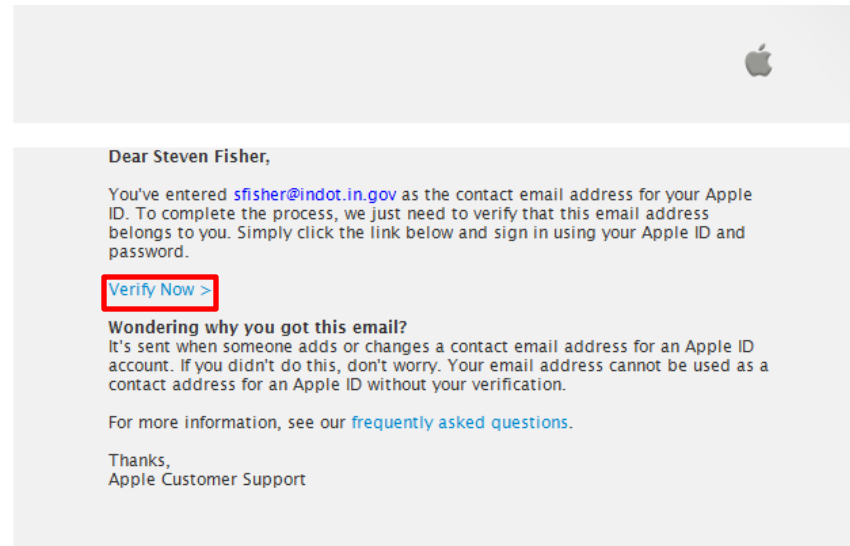 Dear Steven Fisher,
You've entered sfisher@indot.in.gov as the contact email address for your Apple
ID. To complete the process, we just need to verify that this email address
belongs to you. Simply click the link below and sign in using your Apple ID and
password.
Verify Now >
Wondering why you got this email?
It's sent when someone adds or changes a contact email address for an Apple ID
account. If you didn't do this, don't worry. Your email address cannot be used as a
contact address for an Apple ID without your verification.
For more information, see our frequently asked questions.
Thanks,
Apple Customer Support